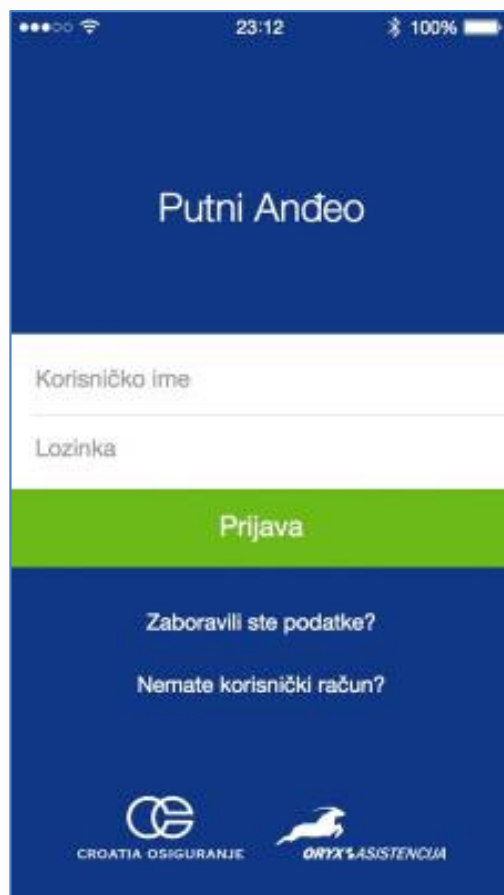 23:12
100%
Putni Anđeo
Korisničko ime
Lozinka
Prijava
Zaboravili ste podatke?
Nemate korisnički račun?
CROATIA OSIGURANJE
ORYX ASISTENCIJA